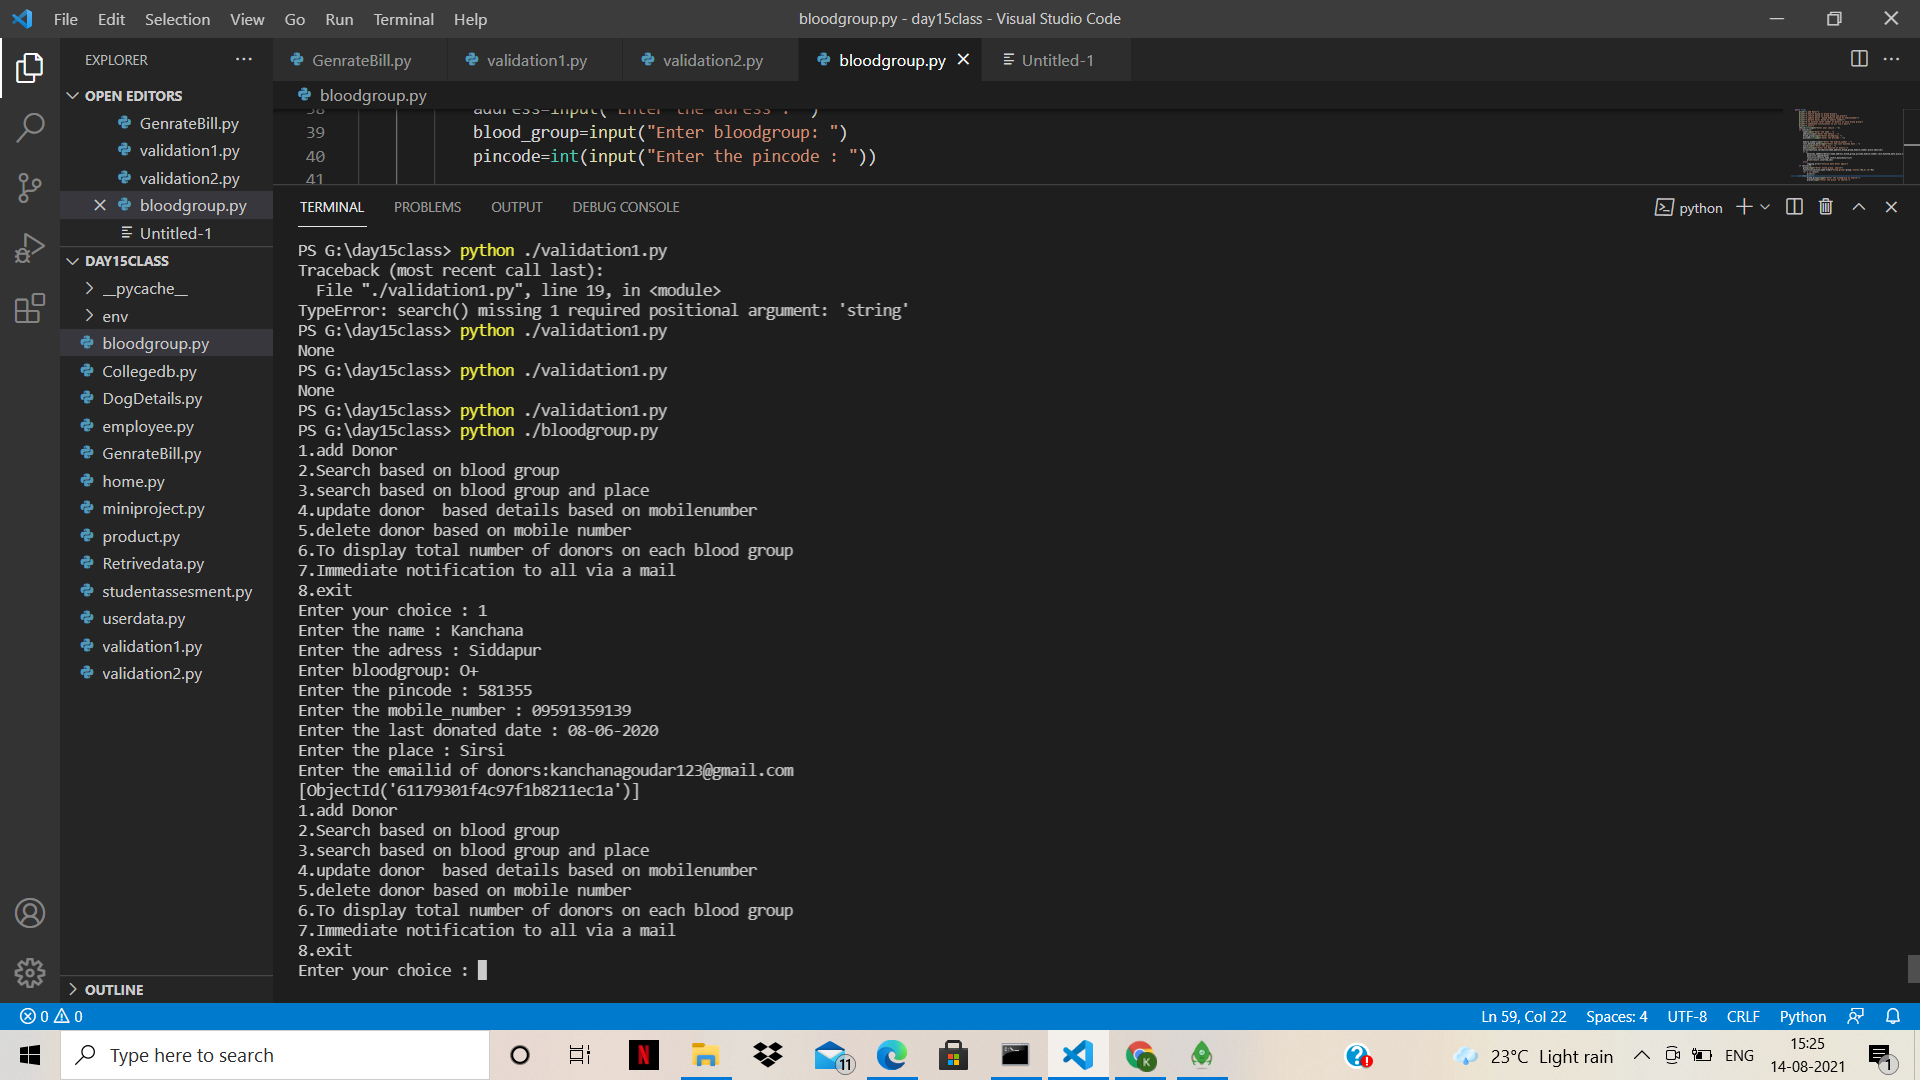 File Edit Selection View Go Run Terminal Help
bloodgroup.py - day15class - Visual Studio Code
EXPLORER
OPEN EDITORS
GenrateBill.py
validation1.py
validation2.py
bloodgroup.py
Untitled-1
DAY15CLASS
__pycache__
env
bloodgroup.py
Collegedb.py
DogDetails.py
employee.py
GenrateBill.py
home.py
miniproject.py
product.py
Retrivedata.py
studentassesment.py
userdata.py
validation1.py
validation2.py
OUTLINE
GenrateBill.py validation1.py validation2.py bloodgroup.py Untitled-1
bloodgroup.py
38 address=input("Enter the adress : ")
39 blood_group=input("Enter bloodgroup: ")
40 pincode=int(input("Enter the pincode : "))
41
TERMINAL PROBLEMS OUTPUT DEBUG CONSOLE
python
PS G:\day15class> python ./validation1.py
Traceback (most recent call last):
  File "./validation1.py", line 19, in <module>
TypeError: search() missing 1 required positional argument: 'string'
PS G:\day15class> python ./validation1.py
None
PS G:\day15class> python ./validation1.py
None
PS G:\day15class> python ./validation1.py
PS G:\day15class> python ./bloodgroup.py
1.add Donor
2.Search based on blood group
3.search based on blood group and place
4.update donor  based details based on mobilenumber
5.delete donor based on mobile number
6.To display total number of donors on each blood group
7.Immediate notification to all via a mail
8.exit
Enter your choice : 1
Enter the name : Kanchana
Enter the adress : Siddapur
Enter bloodgroup: O+
Enter the pincode : 581355
Enter the mobile_number : 09591359139
Enter the last donated date : 08-06-2020
Enter the place : Sirsi
Enter the emailid of donors:kanchanagoudar123@gmail.com
[ObjectId('61179301f4c97f1b8211ec1a')]
1.add Donor
2.Search based on blood group
3.search based on blood group and place
4.update donor  based details based on mobilenumber
5.delete donor based on mobile number
6.To display total number of donors on each blood group
7.Immediate notification to all via a mail
8.exit
Enter your choice :
0 0
Ln 59, Col 22 Spaces: 4 UTF-8 CRLF Python
Type here to search
N
11
K
23°C Light rain
ENG
15:25
14-08-2021
1